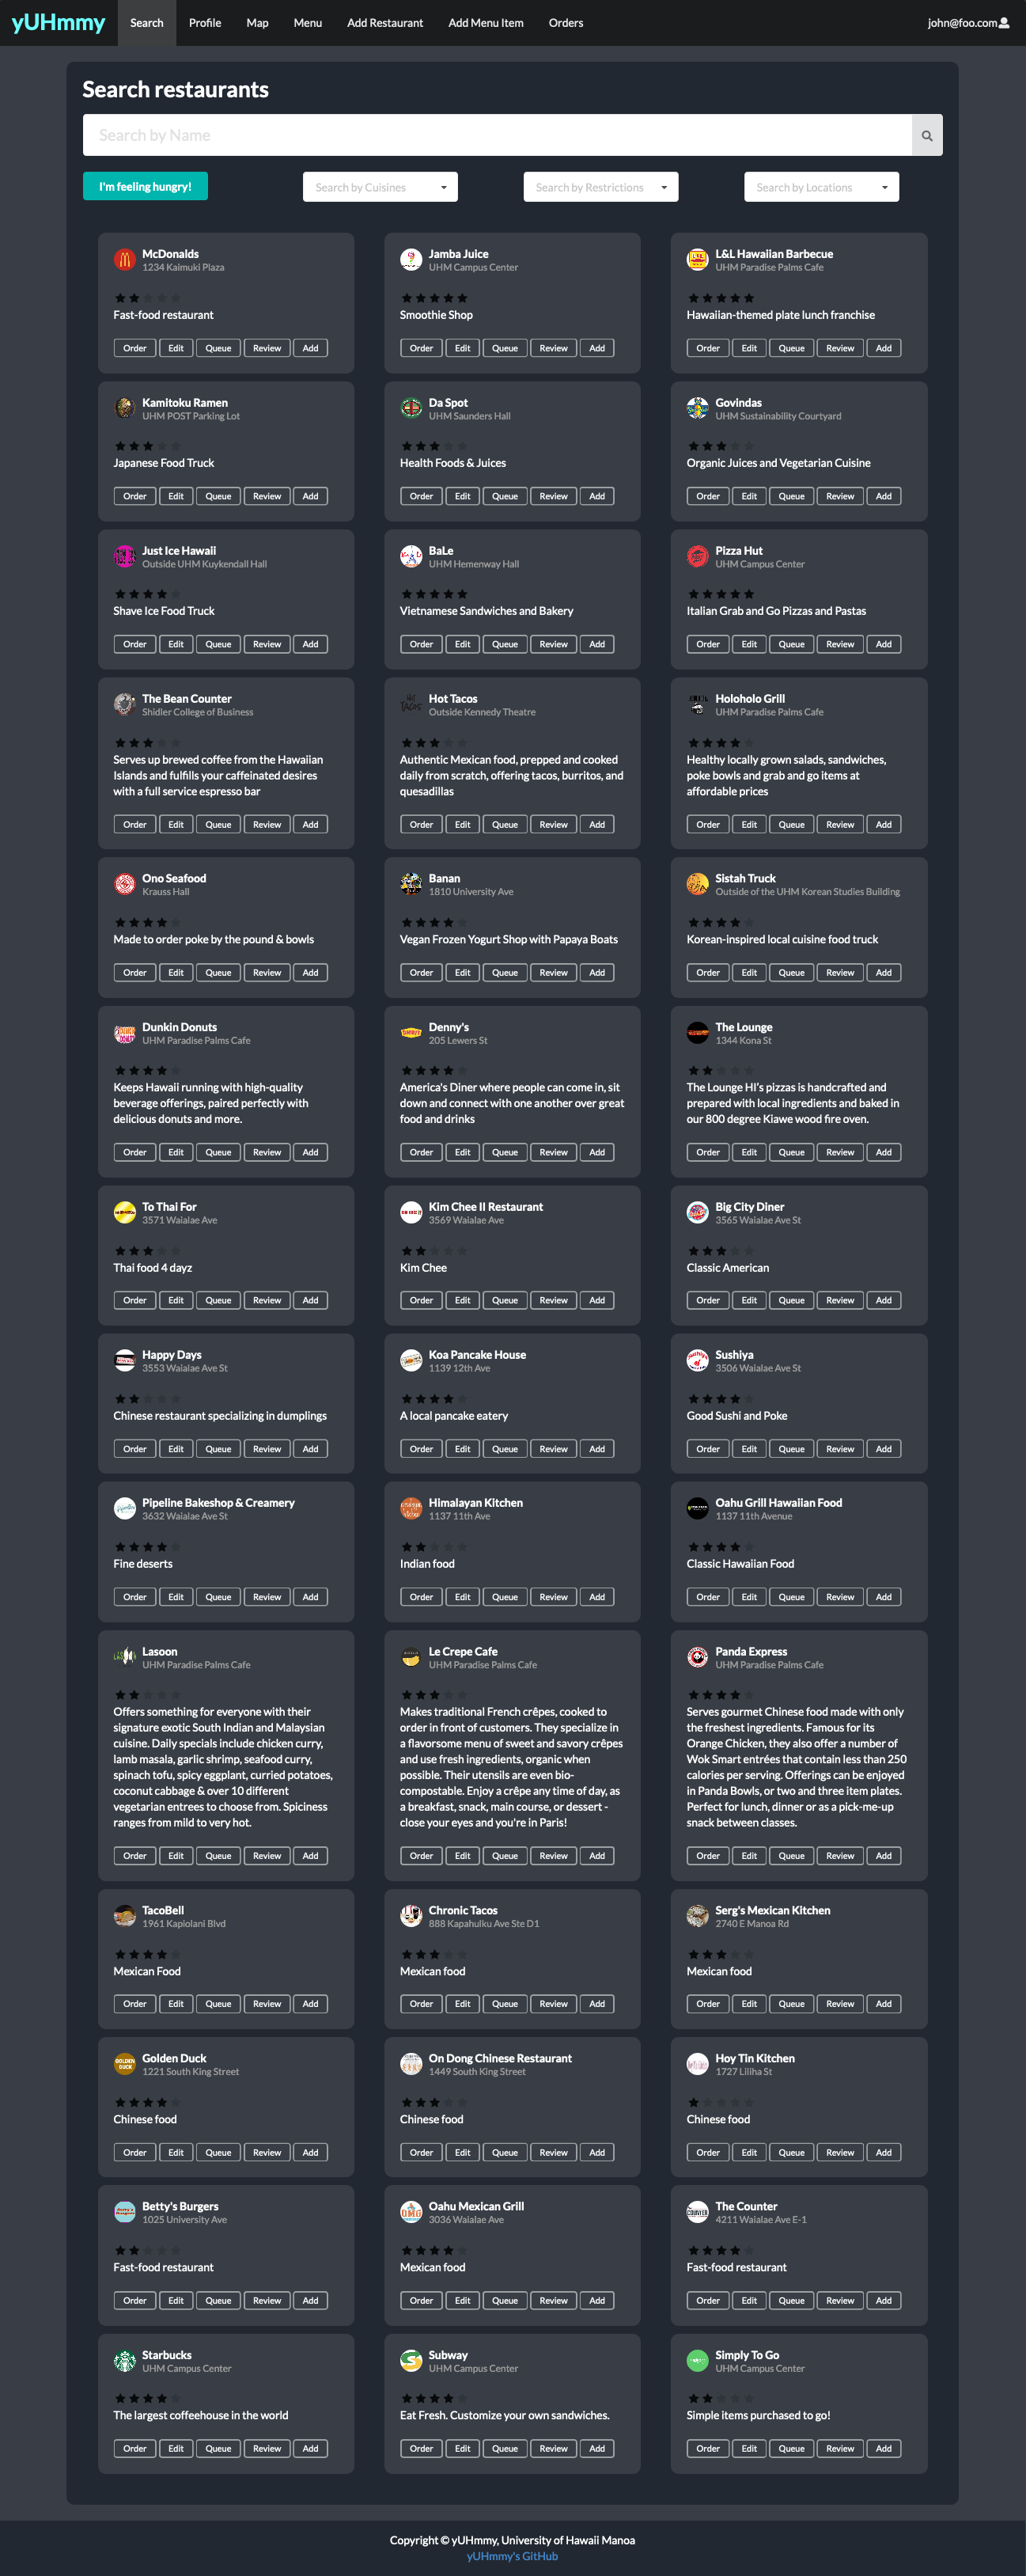 yUHmmy Search Profile Map Menu Add Restaurant Add Menu Item Orders john@foo.com
Search restaurants
Search by Name
I'm feeling hungry! Search by Cuisines Search by Restrictions Search by Locations
McDonalds
1234 Kaimuki Plaza
Fast-food restaurant
Order Edit Queue Review Add
Jamba Juice
UHM Campus Center
Smoothie Shop
Order Edit Queue Review Add
L&L Hawaiian Barbecue
UHM Paradise Palms Cafe
Hawaiian-themed plate lunch franchise
Order Edit Queue Review Add
Kamitoku Ramen
UHM POST Parking Lot
Japanese Food Truck
Order Edit Queue Review Add
Da Spot
UHM Saunders Hall
Health Foods & Juices
Order Edit Queue Review Add
Govindas
UHM Sustainability Courtyard
Organic Juices and Vegetarian Cuisine
Order Edit Queue Review Add
Just Ice Hawaii
Outside UHM Kuykendall Hall
Shave Ice Food Truck
Order Edit Queue Review Add
BaLe
UHM Hemenway Hall
Vietnamese Sandwiches and Bakery
Order Edit Queue Review Add
Pizza Hut
UHM Campus Center
Italian Grab and Go Pizzas and Pastas
Order Edit Queue Review Add
The Bean Counter
Shidler College of Business
Serves up brewed coffee from the Hawaiian
Islands and fulfills your caffeinated desires
with a full service espresso bar
Order Edit Queue Review Add
Hot Tacos
Outside Kennedy Theatre
Authentic Mexican food, prepped and cooked
daily from scratch, offering tacos, burritos, and
quesadillas
Order Edit Queue Review Add
Holoholo Grill
UHM Paradise Palms Cafe
Healthy locally grown salads, sandwiches,
poke bowls and grab and go items at
affordable prices
Order Edit Queue Review Add
Ono Seafood
Krauss Hall
Made to order poke by the pound & bowls
Order Edit Queue Review Add
Banan
1810 University Ave
Vegan Frozen Yogurt Shop with Papaya Boats
Order Edit Queue Review Add
Sistah Truck
Outside of the UHM Korean Studies Building
Korean-inspired local cuisine food truck
Order Edit Queue Review Add
Dunkin Donuts
UHM Paradise Palms Cafe
Keeps Hawaii running with high-quality
beverage offerings, paired perfectly with
delicious donuts and more.
Order Edit Queue Review Add
Denny's
205 Lewers St
America's Diner where people can come in, sit
down and connect with one another over great
food and drinks
Order Edit Queue Review Add
The Lounge
1344 Kona St
The Lounge HI's pizzas is handcrafted and
prepared with local ingredients and baked in
our 800 degree Kiawe wood fire oven.
Order Edit Queue Review Add
To Thai For
3571 Waialae Ave
Thai food 4 dayz
Order Edit Queue Review Add
Kim Chee II Restaurant
3569 Waialae Ave
Kim Chee
Order Edit Queue Review Add
Big City Diner
3565 Waialae Ave St
Classic American
Order Edit Queue Review Add
Happy Days
3553 Waialae Ave St
Chinese restaurant specializing in dumplings
Order Edit Queue Review Add
Koa Pancake House
1139 12th Ave
A local pancake eatery
Order Edit Queue Review Add
Sushiya
3506 Waialae Ave St
Good Sushi and Poke
Order Edit Queue Review Add
Pipeline Bakeshop & Creamery
3632 Waialae Ave St
Fine deserts
Order Edit Queue Review Add
Himalayan Kitchen
1137 11th Ave
Indian food
Order Edit Queue Review Add
Oahu Grill Hawaiian Food
1137 11th Avenue
Classic Hawaiian Food
Order Edit Queue Review Add
Lasoon
UHM Paradise Palms Cafe
Offers something for everyone with their
signature exotic South Indian and Malaysian
cuisine. Daily specials include chicken curry,
lamb masala, garlic shrimp, seafood curry,
spinach tofu, spicy eggplant, curried potatoes,
coconut cabbage & over 10 different
vegetarian entrees to choose from. Spiciness
ranges from mild to very hot.
Order Edit Queue Review Add
Le Crepe Cafe
UHM Paradise Palms Cafe
Makes traditional French crêpes, cooked to
order in front of customers. They specialize in
a flavorsome menu of sweet and savory crêpes
and use fresh ingredients, organic when
possible. Their utensils are even bio-
compostable. Enjoy a crêpe any time of day, as
a breakfast, snack, main course, or dessert -
close your eyes and you're in Paris!
Order Edit Queue Review Add
Panda Express
UHM Paradise Palms Cafe
Serves gourmet Chinese food made with only
the freshest ingredients. Famous for its
Orange Chicken, they also offer a number of
Wok Smart entrées that contain less than 250
calories per serving. Offerings can be enjoyed
in Panda Bowls, or two and three item plates.
Perfect for lunch, dinner or as a pick-me-up
snack between classes.
Order Edit Queue Review Add
TacoBell
1961 Kapiolani Blvd
Mexican Food
Order Edit Queue Review Add
Chronic Tacos
888 Kapahulku Ave Ste D1
Mexican food
Order Edit Queue Review Add
Serg's Mexican Kitchen
2740 E Manoa Rd
Mexican food
Order Edit Queue Review Add
Golden Duck
1221 South King Street
Chinese food
Order Edit Queue Review Add
On Dong Chinese Restaurant
1449 South King Street
Chinese food
Order Edit Queue Review Add
Hoy Tin Kitchen
1727 Liliha St
Chinese food
Order Edit Queue Review Add
Betty's Burgers
1025 University Ave
Fast-food restaurant
Order Edit Queue Review Add
Oahu Mexican Grill
3036 Waialae Ave
Mexican food
Order Edit Queue Review Add
The Counter
4211 Waialae Ave E-1
Fast-food restaurant
Order Edit Queue Review Add
Starbucks
UHM Campus Center
The largest coffeehouse in the world
Order Edit Queue Review Add
Subway
UHM Campus Center
Eat Fresh. Customize your own sandwiches.
Order Edit Queue Review Add
Simply To Go
UHM Campus Center
Simple items purchased to go!
Order Edit Queue Review Add
Copyright © yUHmmy, University of Hawaii Manoa
yUHmmy's GitHub